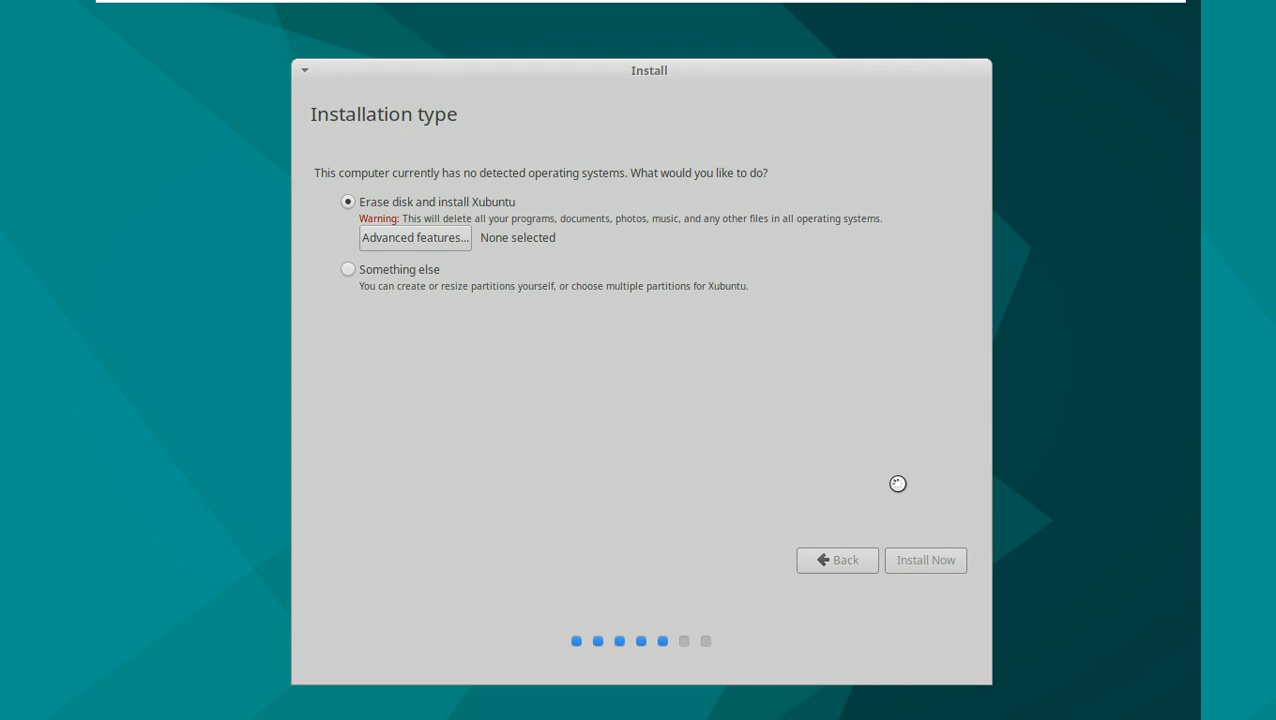 Install
Installation type
This computer currently has no detected operating systems. What would you like to do?
Erase disk and install Xubuntu
Warning: This will delete all your programs, documents, photos, music, and any other files in all operating systems.
Advanced features... None selected
Something else
You can create or resize partitions yourself, or choose multiple partitions for Xubuntu.
Back Install Now